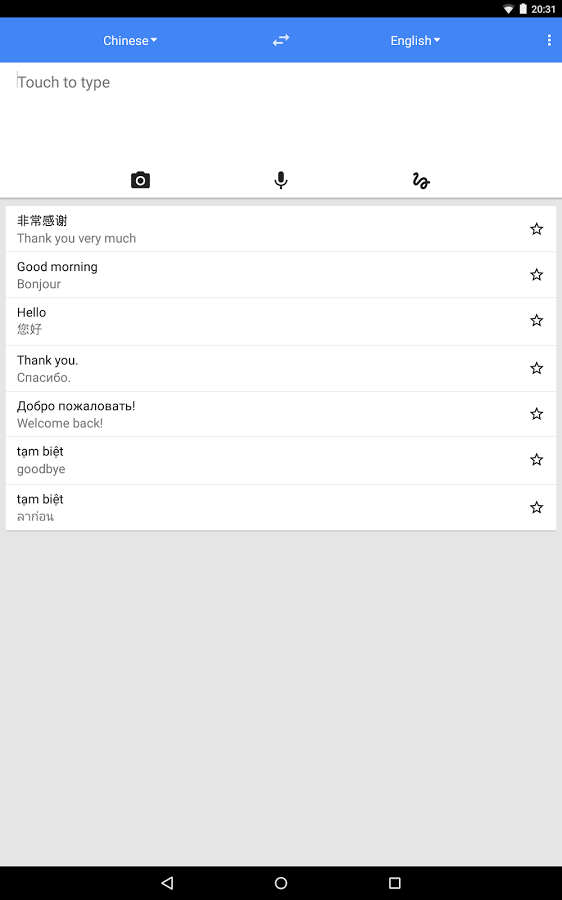 20:31
Chinese English
Touch to type
非常感谢
Thank you very much
Good morning
Bonjour
Hello
您好
Thank you.
Спасибо.
Добро пожаловать!
Welcome back!
tạm biệt
goodbye
tạm biệt
ลาก่อน